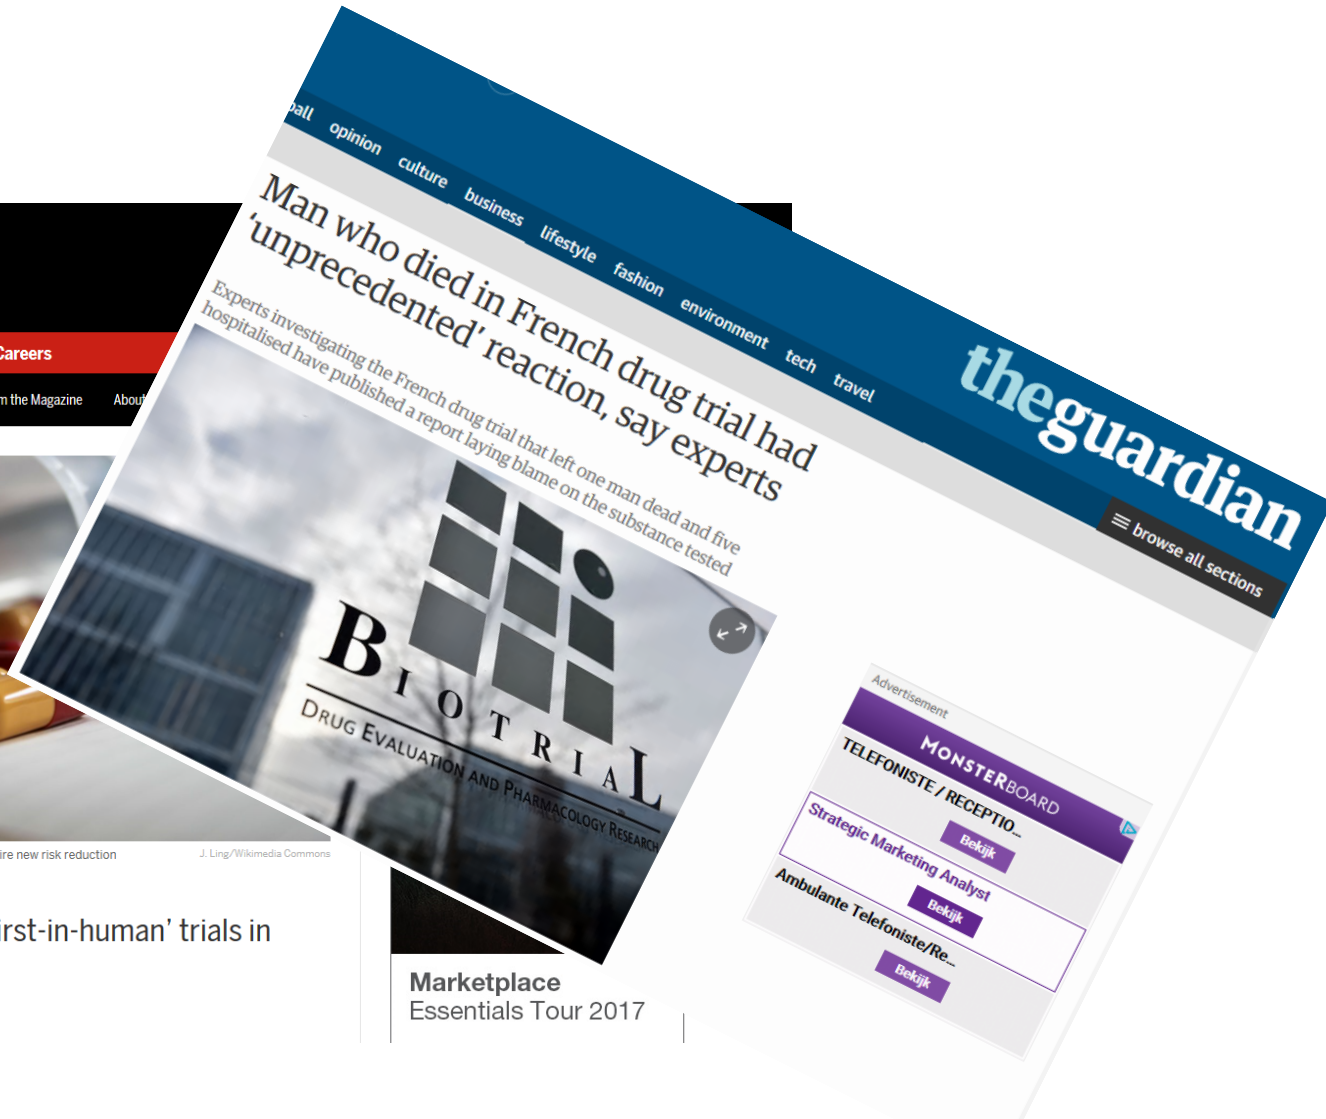 ball opinion culture business lifestyle fashion environment tech travel
theguardian
browse all sections
Man who died in French drug trial had
‘unprecedented’ reaction, say experts
Experts investigating the French drug trial that left one man dead and five
hospitalised have published a report laying blame on the substance tested
BIOTRIAL
DRUG EVALUATION AND PHARMACOLOGY RESEARCH
Advertisement
MONSTERBOARD
TELEFONISTE / RECEPTIO...
Bekijk
Strategic Marketing Analyst
Bekijk
Ambulante Telefoniste/Re...
Bekijk
Careers
m the Magazine About
ire new risk reduction
J. Ling/Wikimedia Commons
irst-in-human’ trials in
Marketplace
Essentials Tour 2017